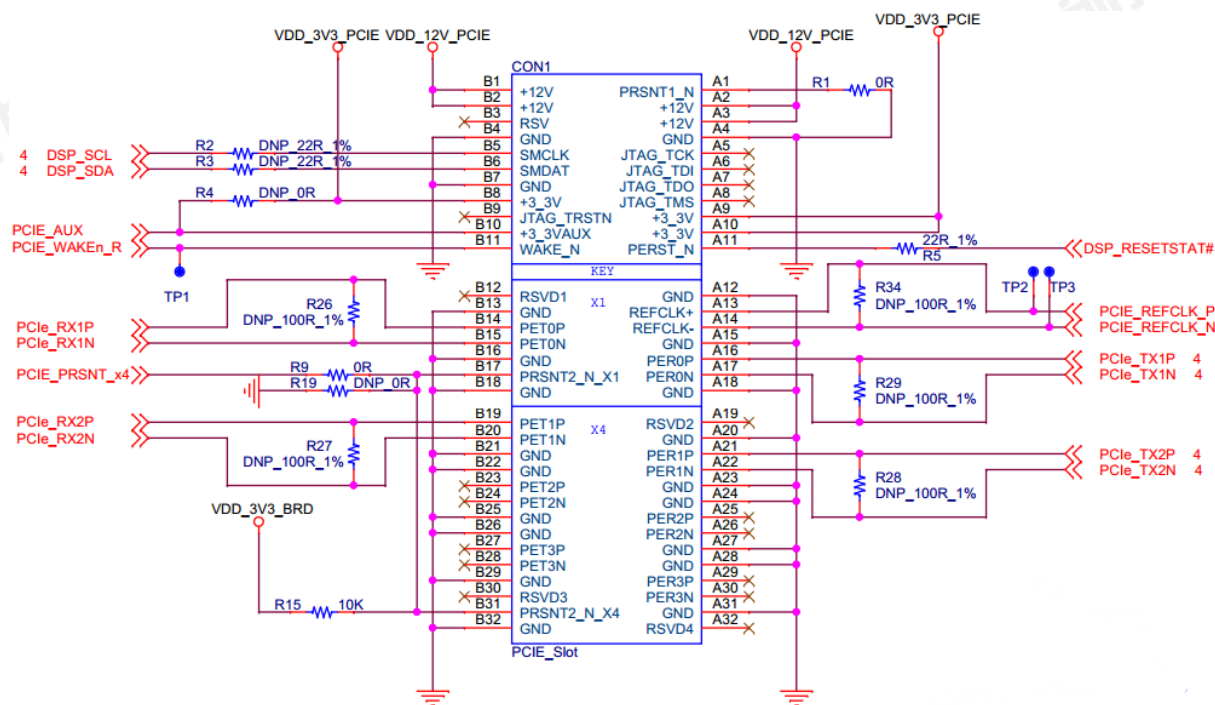 VDD_3V3_PCIE VDD_12V_PCIE VDD_12V_PCIE VDD_3V3_PCIE
CON1
B1 +12V PRSNT1_N A1 R1 0R
B2 +12V +12V A2
B3 RSV +12V A3
B4 GND GND A4
4 DSP_SCL R2 DNP_22R_1% B5 SMCLK JTAG_TCK A5
4 DSP_SDA R3 DNP_22R_1% B6 SMDAT JTAG_TDI A6
B7 GND JTAG_TDO A7
R4 DNP_0R B8 +3_3V JTAG_TMS A8
B9 JTAG_TRSTN +3_3V A9
PCIE_AUX B10 +3_3VAUX +3_3V A10
PCIE_WAKEn_R B11 WAKE_N PERST_N A11 22R_1% R5 DSP_RESETSTAT#
TP1
KEY
B12 RSVD1 X1 GND A12 R34 DNP_100R_1% TP2 TP3
B13 GND REFCLK+ A13 PCIE_REFCLK_P
R26 DNP_100R_1%
PCIe_RX1P B14 PET0P REFCLK- A14 PCIE_REFCLK_N
PCIe_RX1N B15 PET0N GND A15
B16 GND PER0P A16 PCIe_TX1P 4
PCIE_PRSNT_x4 R9 0R B17 PRSNT2_N_X1 PER0N A17 PCIe_TX1N 4
R19 DNP_0R B18 GND GND A18 R29 DNP_100R_1%
PCIe_RX2P B19 PET1P X4 RSVD2 A19
PCIe_RX2N B20 PET1N GND A20
R27 DNP_100R_1%
B21 GND PER1P A21 PCIe_TX2P 4
B22 GND PER1N A22 PCIe_TX2N 4
B23 PET2P GND A23 R28 DNP_100R_1%
B24 PET2N GND A24
VDD_3V3_BRD
B25 GND PER2P A25
B26 GND PER2N A26
B27 PET3P GND A27
B28 PET3N GND A28
B29 GND PER3P A29
B30 RSVD3 PER3N A30
R15 10K B31 PRSNT2_N_X4 GND A31
B32 GND RSVD4 A32
PCIE_Slot